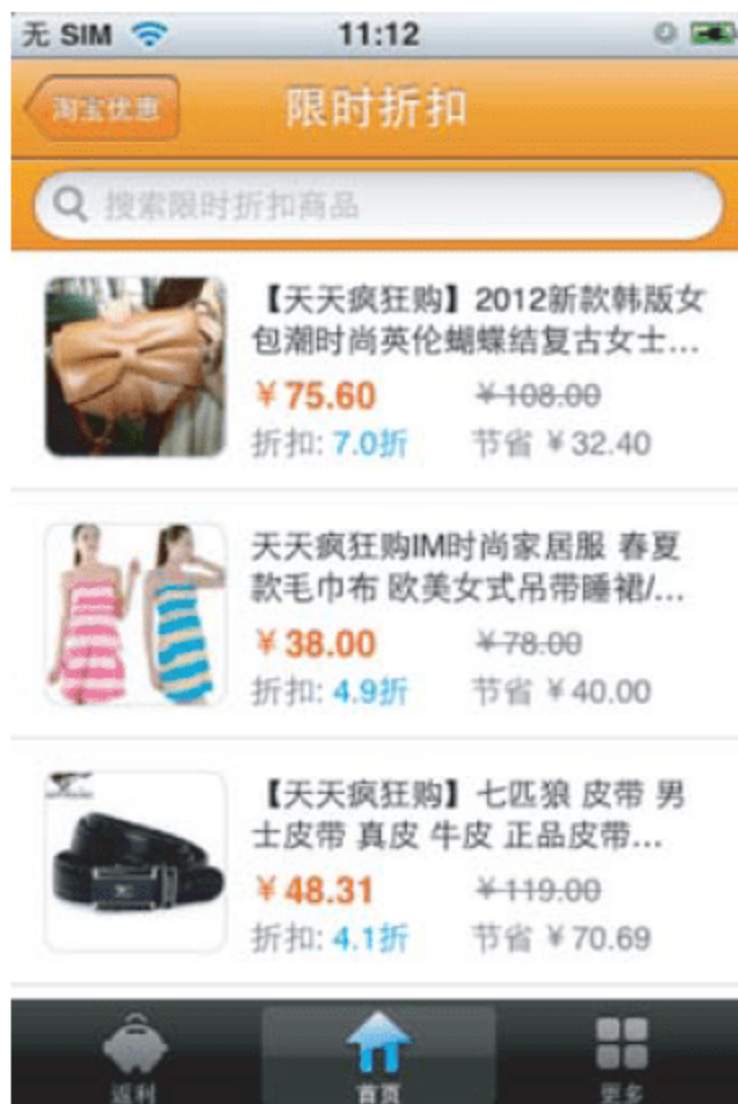 无 SIM
11:12
淘宝优惠
限时折扣
搜索限时折扣商品
【天天疯狂购】2012新款韩版女
包潮时尚英伦蝴蝶结复古女士...
￥75.60
￥108.00
折扣: 7.0折
节省 ￥32.40
天天疯狂购IM时尚家居服 春夏
款毛巾布 欧美女式吊带睡裙/...
￥38.00
￥78.00
折扣: 4.9折
节省 ￥40.00
【天天疯狂购】七匹狼 皮带 男
士皮带 真皮 牛皮 正品皮带...
￥48.31
￥119.00
折扣: 4.1折
节省 ￥70.69
返利
首页
更多